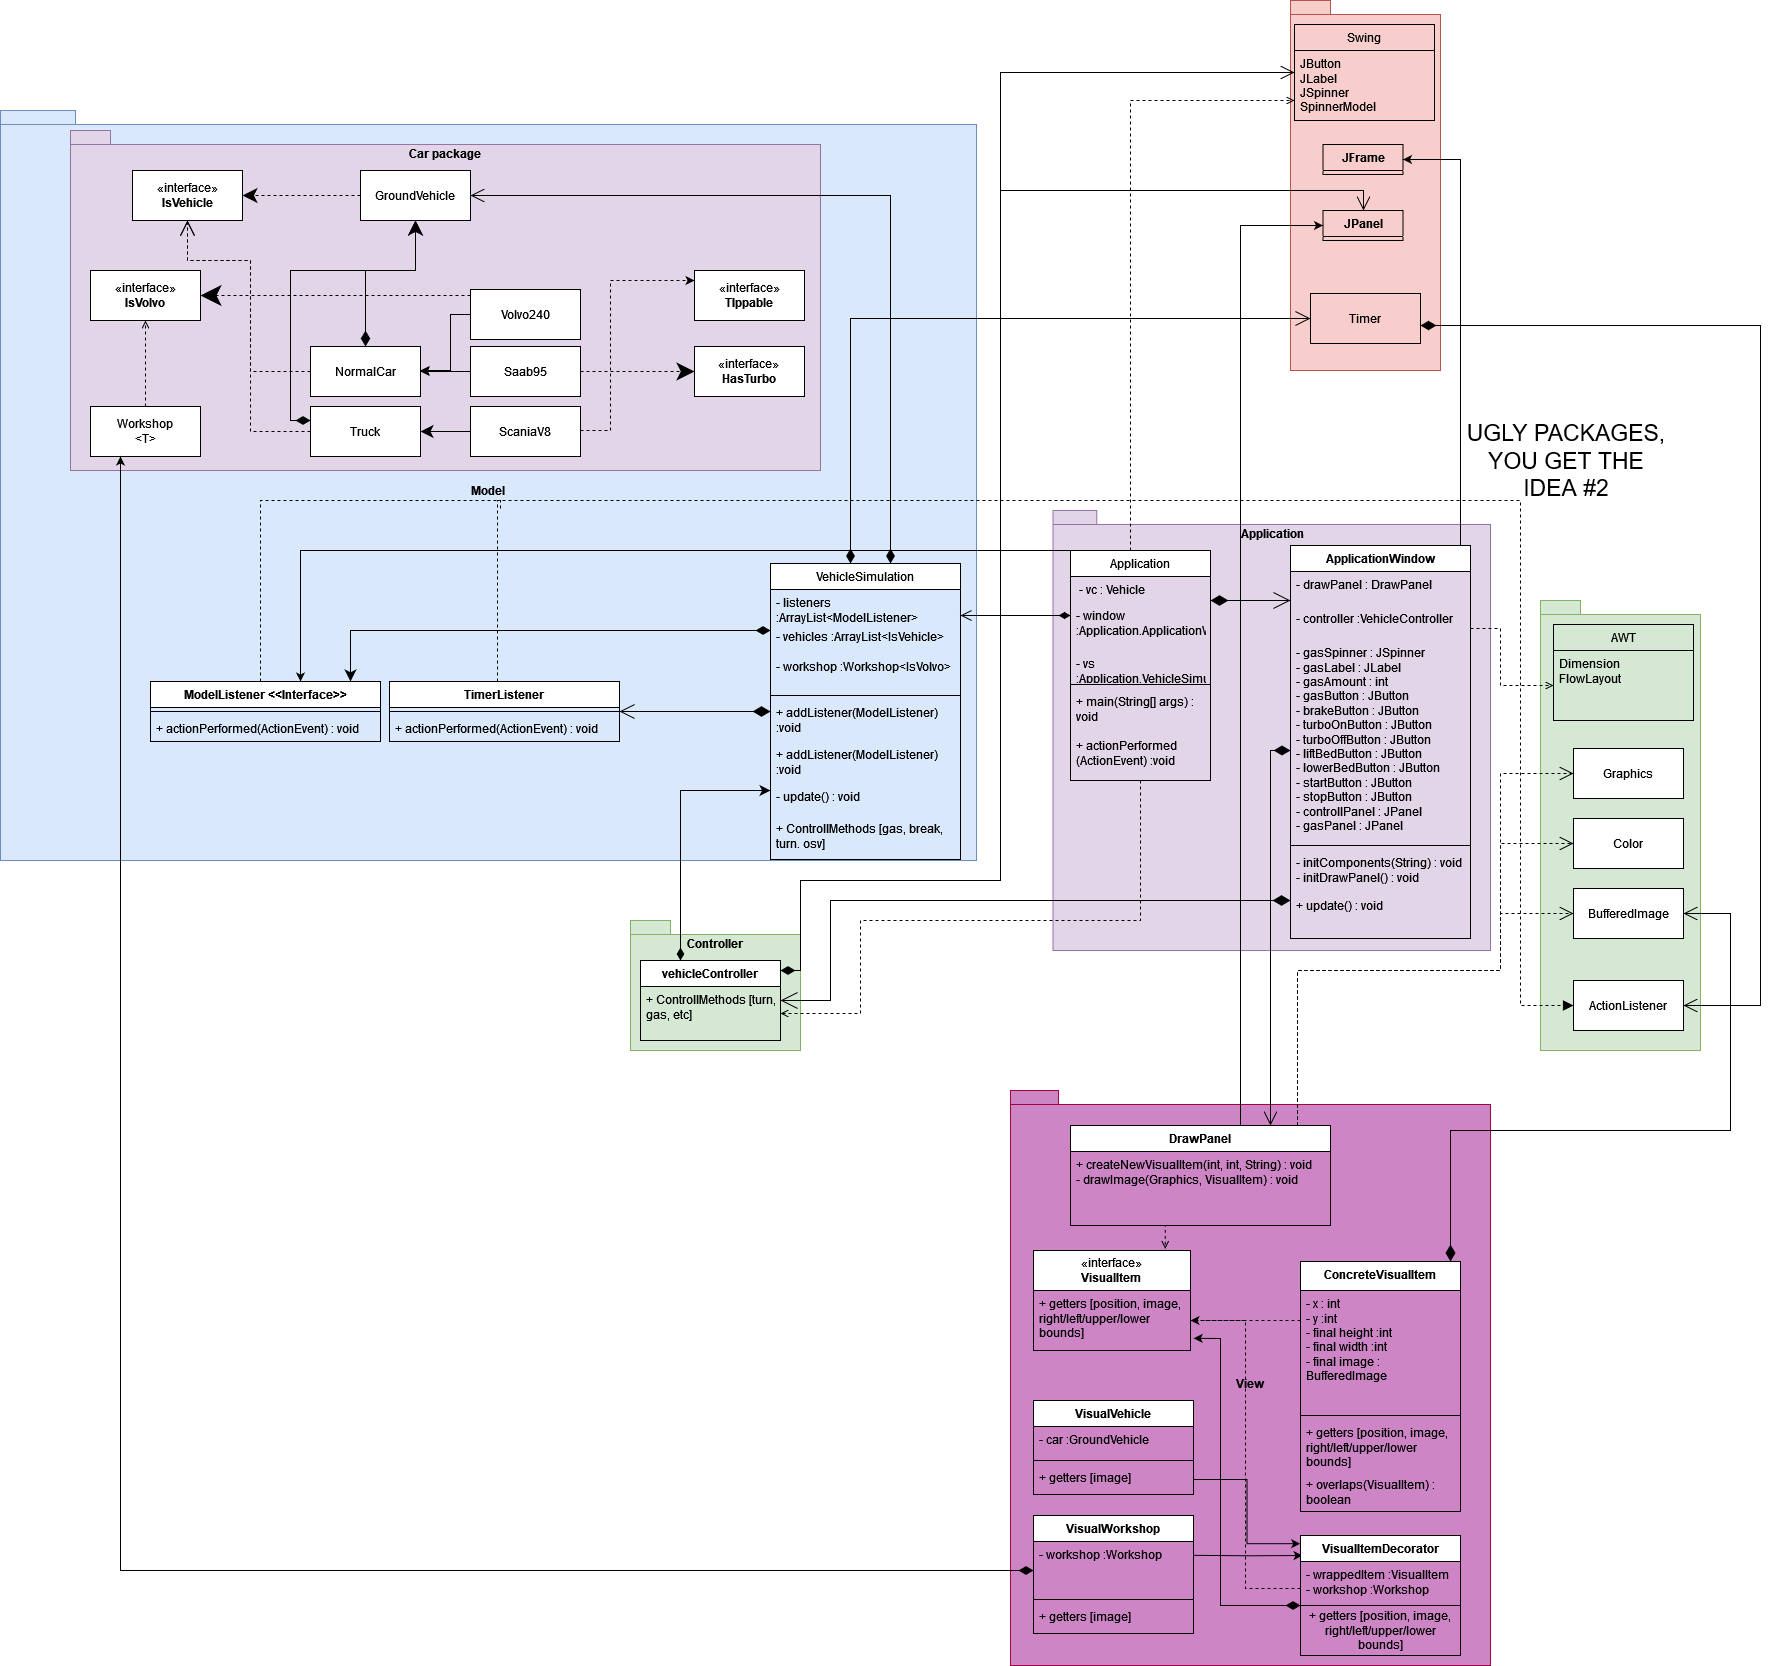 Swing
JButton
JLabel
JSpinner
SpinnerModel
JFrame
JPanel
Timer
UGLY PACKAGES,
YOU GET THE
IDEA #2
Car package
«interface»
IsVehicle
GroundVehicle
«interface»
IsVolvo
Volvo240
«interface»
TIppable
NormalCar
Saab95
«interface»
HasTurbo
Workshop
<T>
Truck
ScaniaV8
Model
VehicleSimulation
- listeners
:ArrayList<ModelListener>
- vehicles :ArrayList<IsVehicle>
- workshop :Workshop<IsVolvo>
+ addListener(ModelListener)
:void
+ addListener(ModelListener)
:void
- update() : void
+ ControllMethods [gas, break,
turn. osv]
ModelListener <<Interface>>
+ actionPerformed(ActionEvent) : void
TimerListener
+ actionPerformed(ActionEvent) : void
Application
Application
- vc : Vehicle
- window
:Application.ApplicationV
- vs
:Application.VehicleSimu
+ main(String[] args) :
void
+ actionPerformed
(ActionEvent) :void
ApplicationWindow
- drawPanel : DrawPanel
- controller :VehicleController
- gasSpinner : JSpinner
- gasLabel : JLabel
- gasAmount : int
- gasButton : JButton
- brakeButton : JButton
- turboOnButton : JButton
- turboOffButton : JButton
- liftBedButton : JButton
- lowerBedButton : JButton
- startButton : JButton
- stopButton : JButton
- controllPanel : JPanel
- gasPanel : JPanel
- initComponents(String) : void
- initDrawPanel() : void
+ update() : void
AWT
Dimension
FlowLayout
Graphics
Color
BufferedImage
ActionListener
Controller
vehicleController
+ ControllMethods [turn,
gas, etc]
DrawPanel
+ createNewVisualItem(int, int, String) : void
- drawImage(Graphics, VisualItem) : void
«interface»
VisualItem
+ getters [position, image,
right/left/upper/lower
bounds]
ConcreteVisualItem
- x : int
- y :int
- final height :int
- final width :int
- final image :
BufferedImage
+ getters [position, image,
right/left/upper/lower
bounds]
+ overlaps(VisualItem) :
boolean
View
VisualVehicle
- car :GroundVehicle
+ getters [image]
VisualWorkshop
- workshop :Workshop
+ getters [image]
VisualItemDecorator
- wrappedItem :VisualItem
- workshop :Workshop
+ getters [position, image,
right/left/upper/lower
bounds]